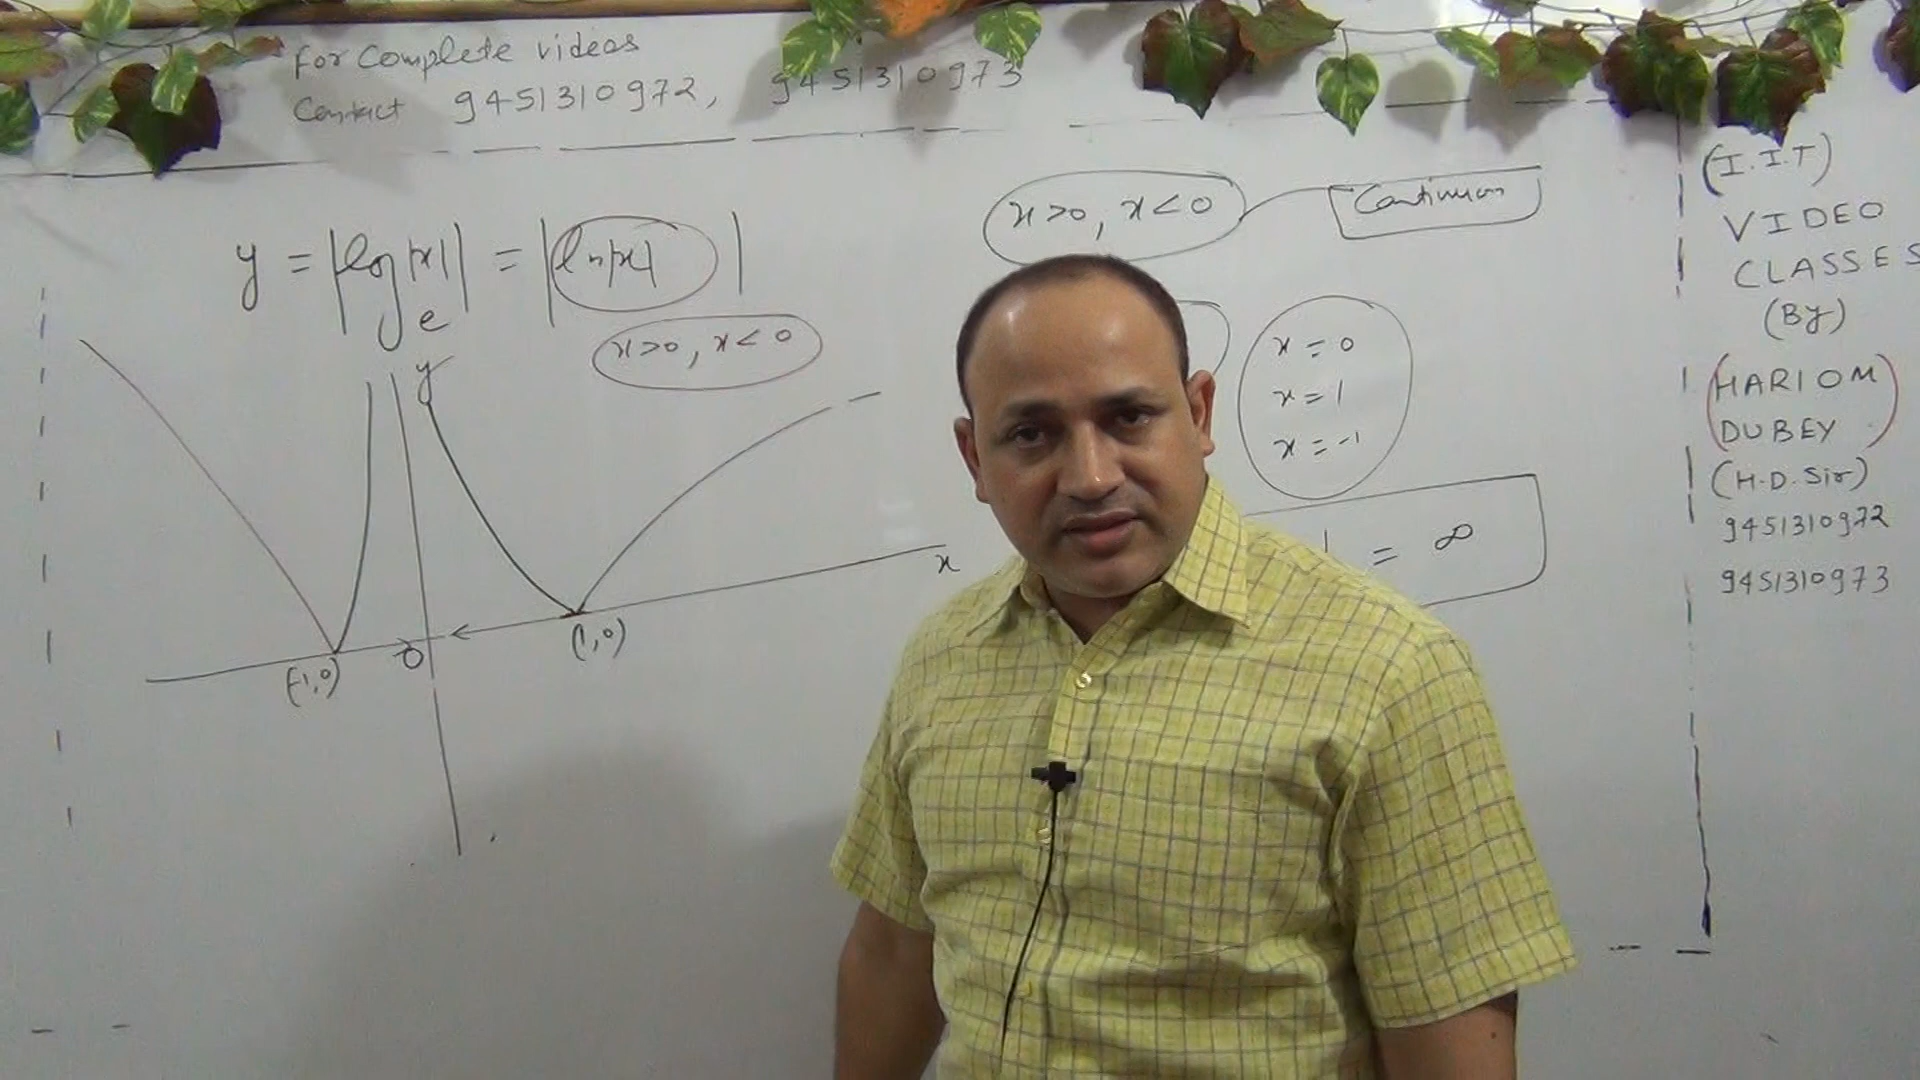 For Complete videos
Contact 9451310972, 9451310973
y = |log_e|x|| = |ln|x||
x>0, x<0
y
x
(-1,0)
O
(1,0)
x>0, x<0
Continuous
x = 0
x = 1
x = -1
= ∞
(I.I.T)
VIDEO
CLASSES
(By)
(HARIOM
DUBEY)
(H.D. Sir)
9451310972
9451310973